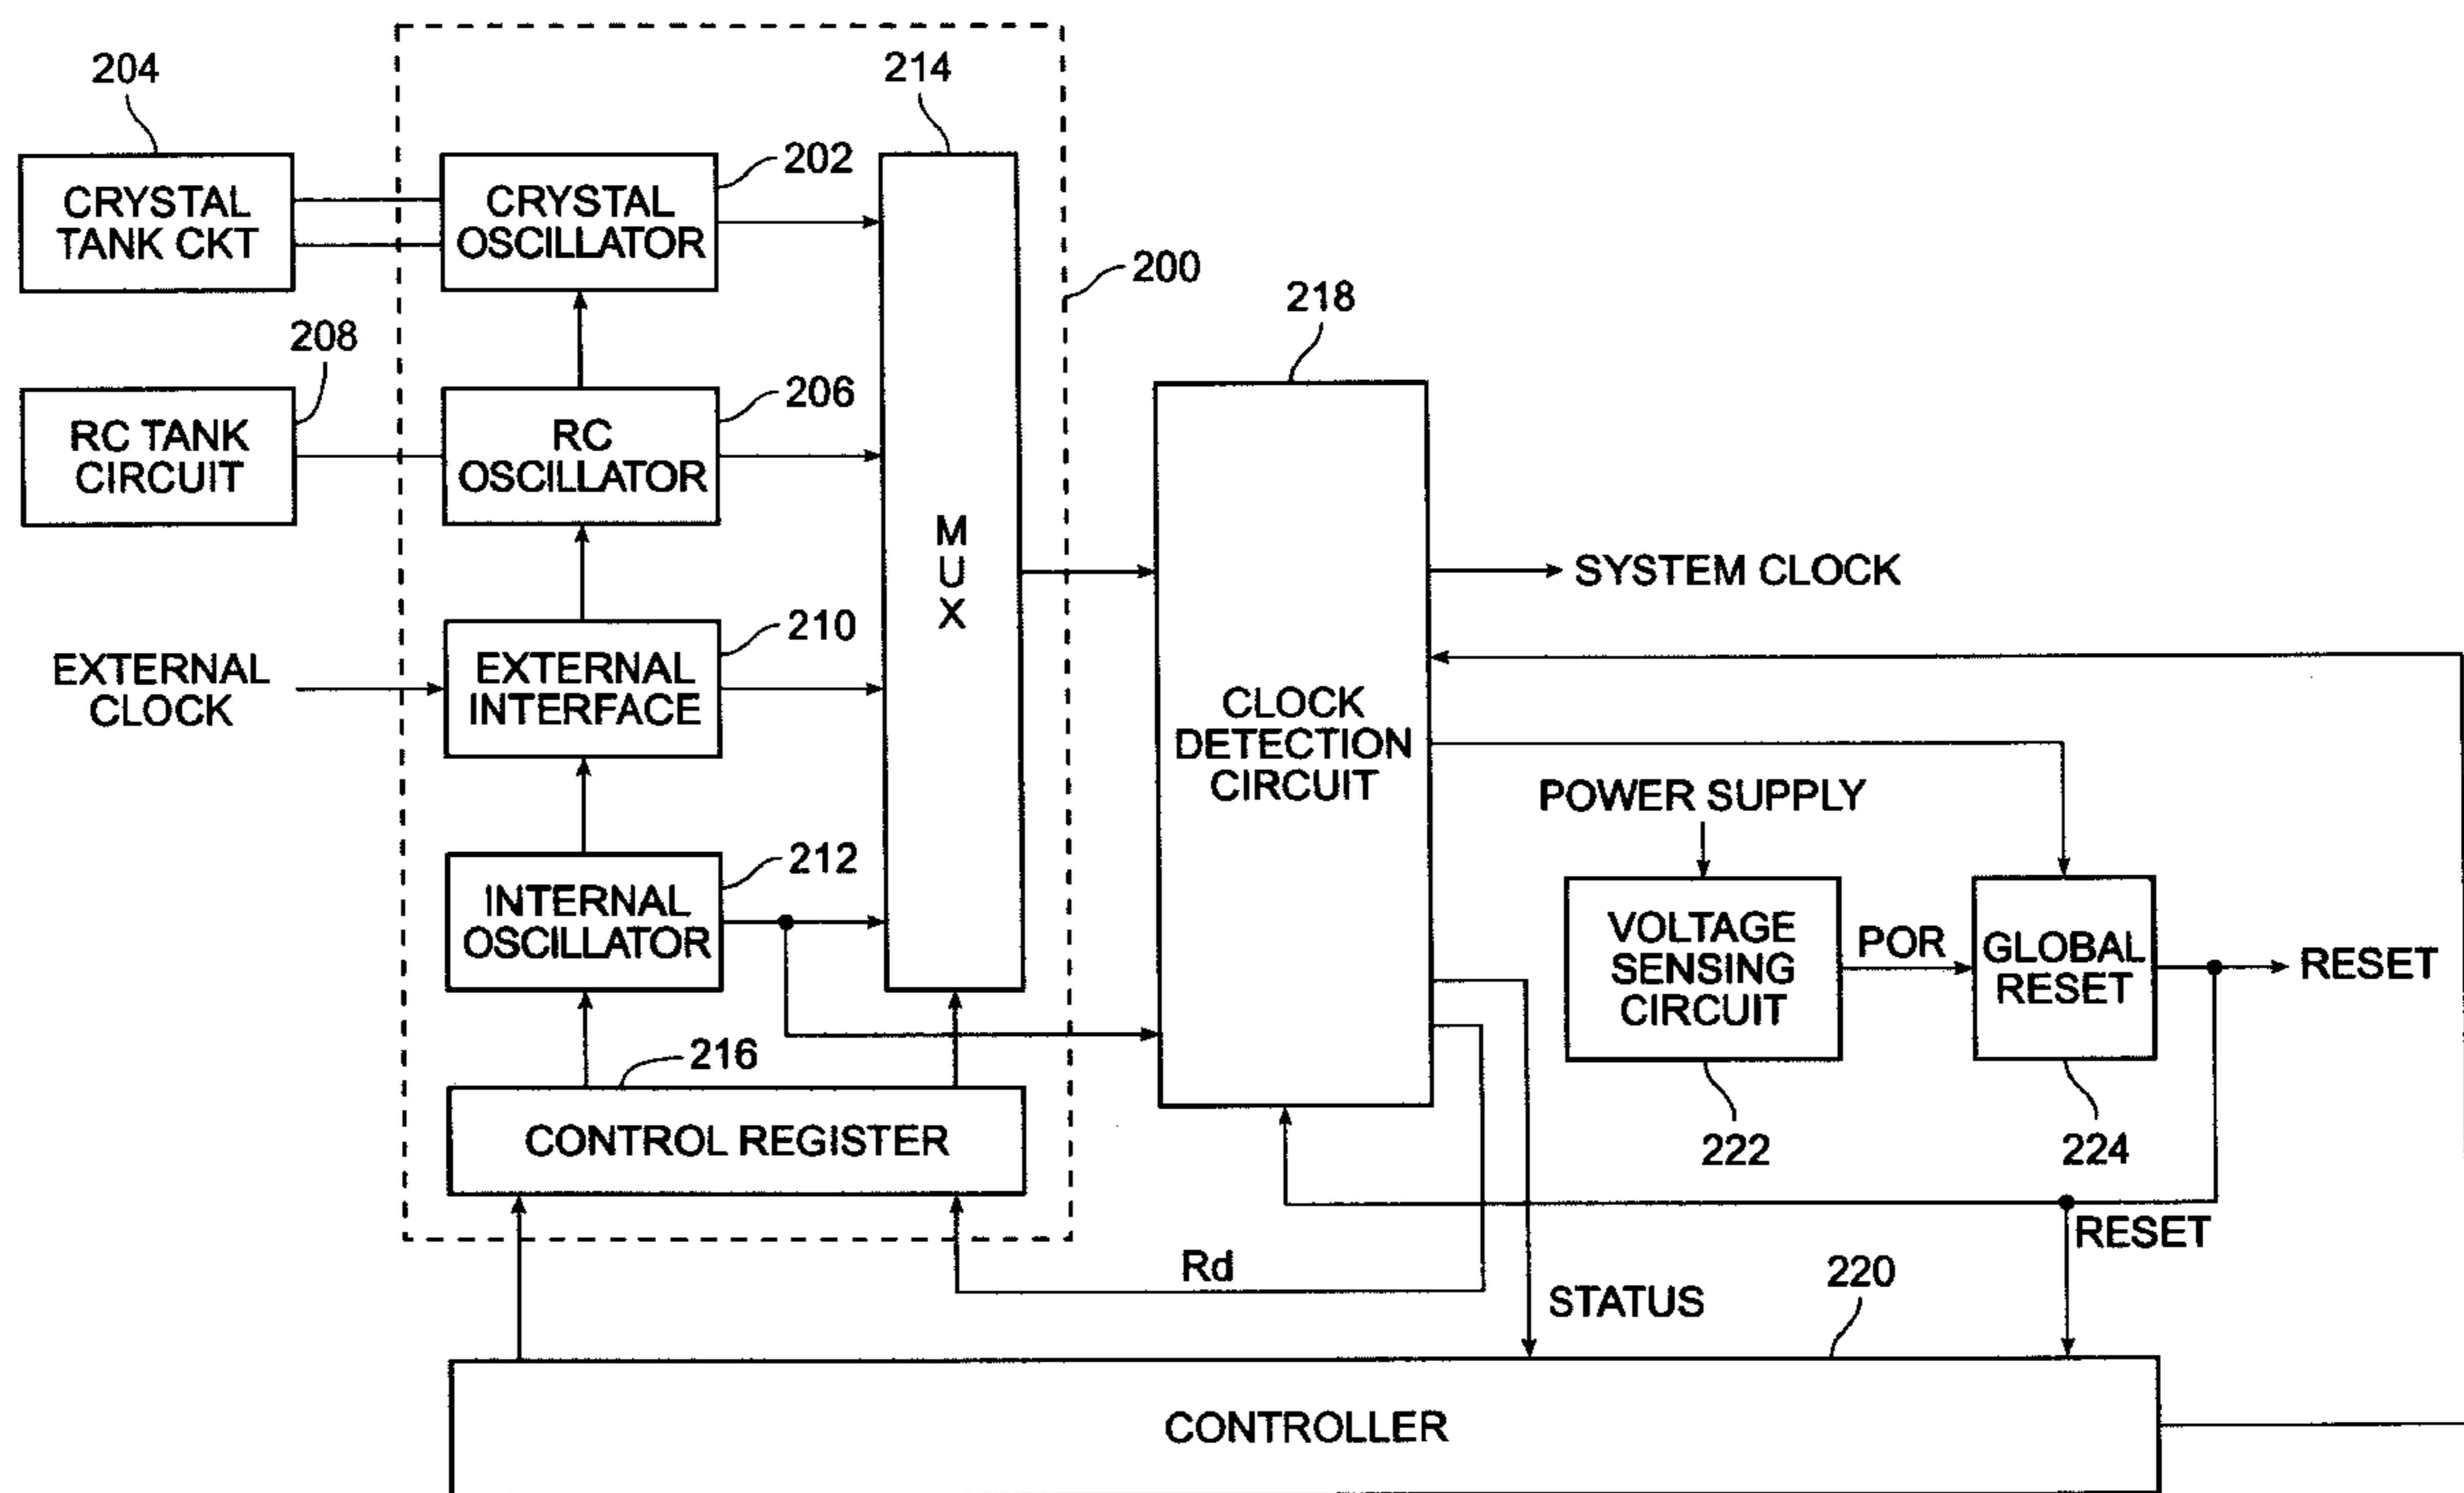 204
214
CRYSTAL
TANK CKT
CRYSTAL
OSCILLATOR
202
200
208
RC TANK
CIRCUIT
RC
OSCILLATOR
206
218
M
U
X
SYSTEM CLOCK
EXTERNAL
CLOCK
EXTERNAL
INTERFACE
210
CLOCK
DETECTION
CIRCUIT
POWER SUPPLY
INTERNAL
OSCILLATOR
212
VOLTAGE
SENSING
CIRCUIT
POR
GLOBAL
RESET
RESET
216
CONTROL REGISTER
222
224
RESET
Rd
STATUS
220
CONTROLLER